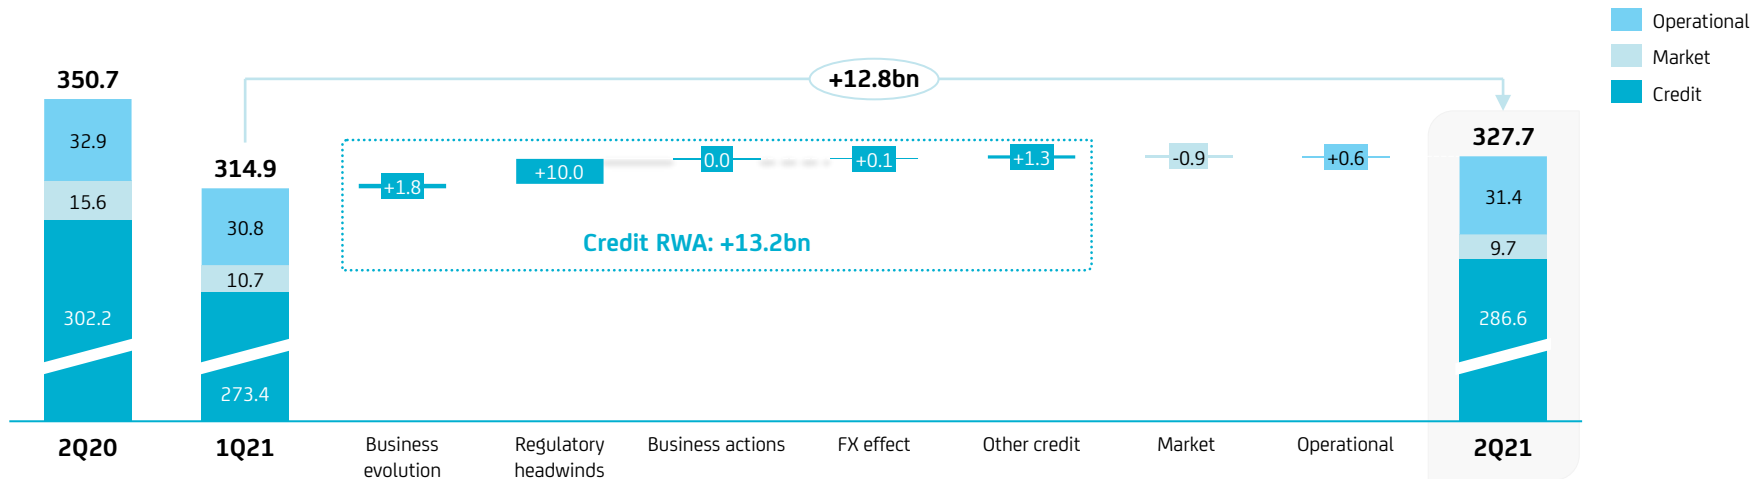 Operational
Market
Credit
+12.8bn
350.7
32.9
15.6
302.2
314.9
30.8
10.7
273.4
+1.8
+10.0
0.0
+0.1
+1.3
-0.9
+0.6
Credit RWA: +13.2bn
327.7
31.4
9.7
286.6
2Q20
1Q21
Business
evolution
Regulatory
headwinds
Business actions
FX effect
Other credit
Market
Operational
2Q21